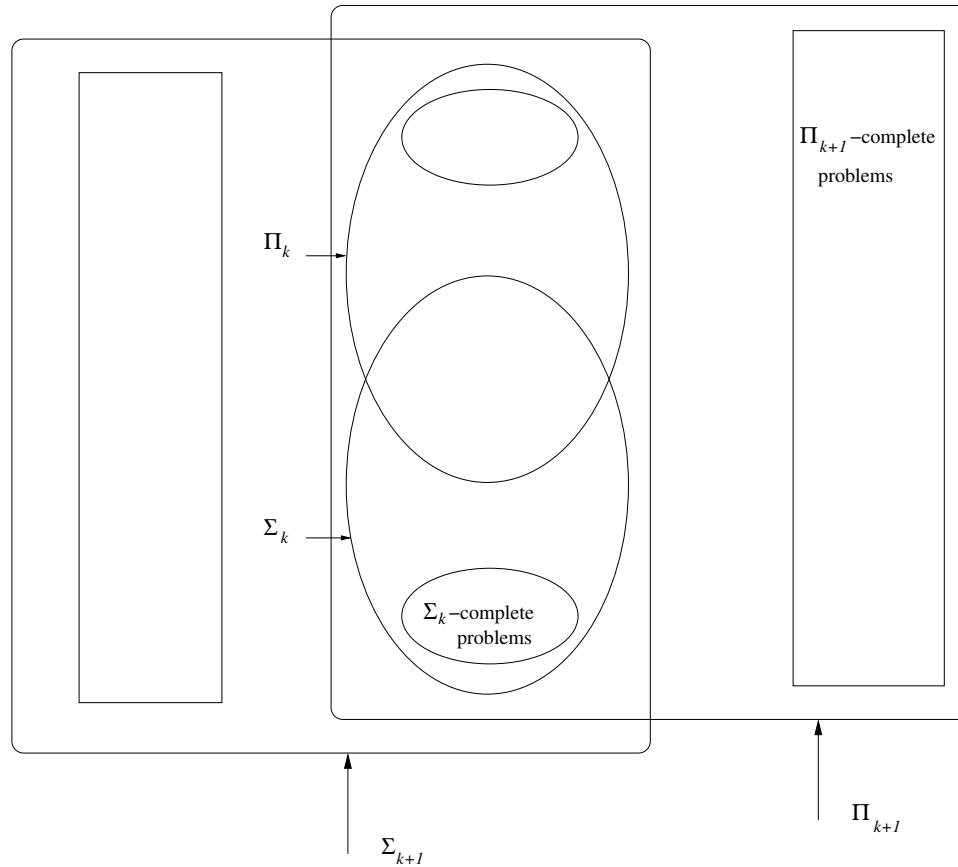 Π_{k+1}−complete
problems
Π_k
Σ_k
Σ_k−complete
problems
Π_{k+1}
Σ_{k+1}